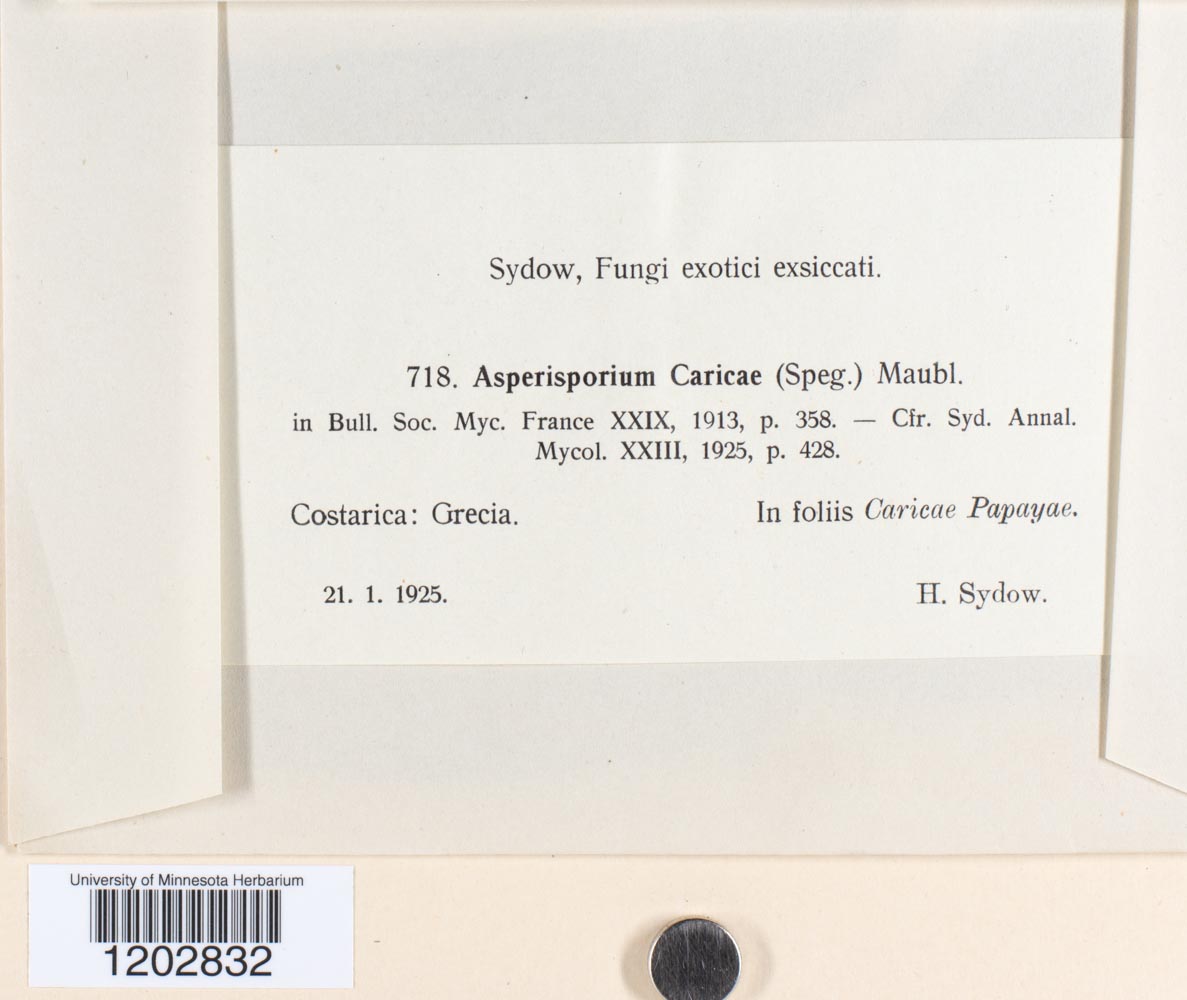 Sydow, Fungi exotici exsiccati.
718. Asperisporium Caricae (Speg.) Maubl.
in Bull. Soc. Myc. France XXIX, 1913, p. 358. — Cfr. Syd. Annal.
Mycol. XXIII, 1925, p. 428.
Costarica: Grecia. In foliis Caricae Papayae.
21. 1. 1925. H. Sydow.
University of Minnesota Herbarium
1202832